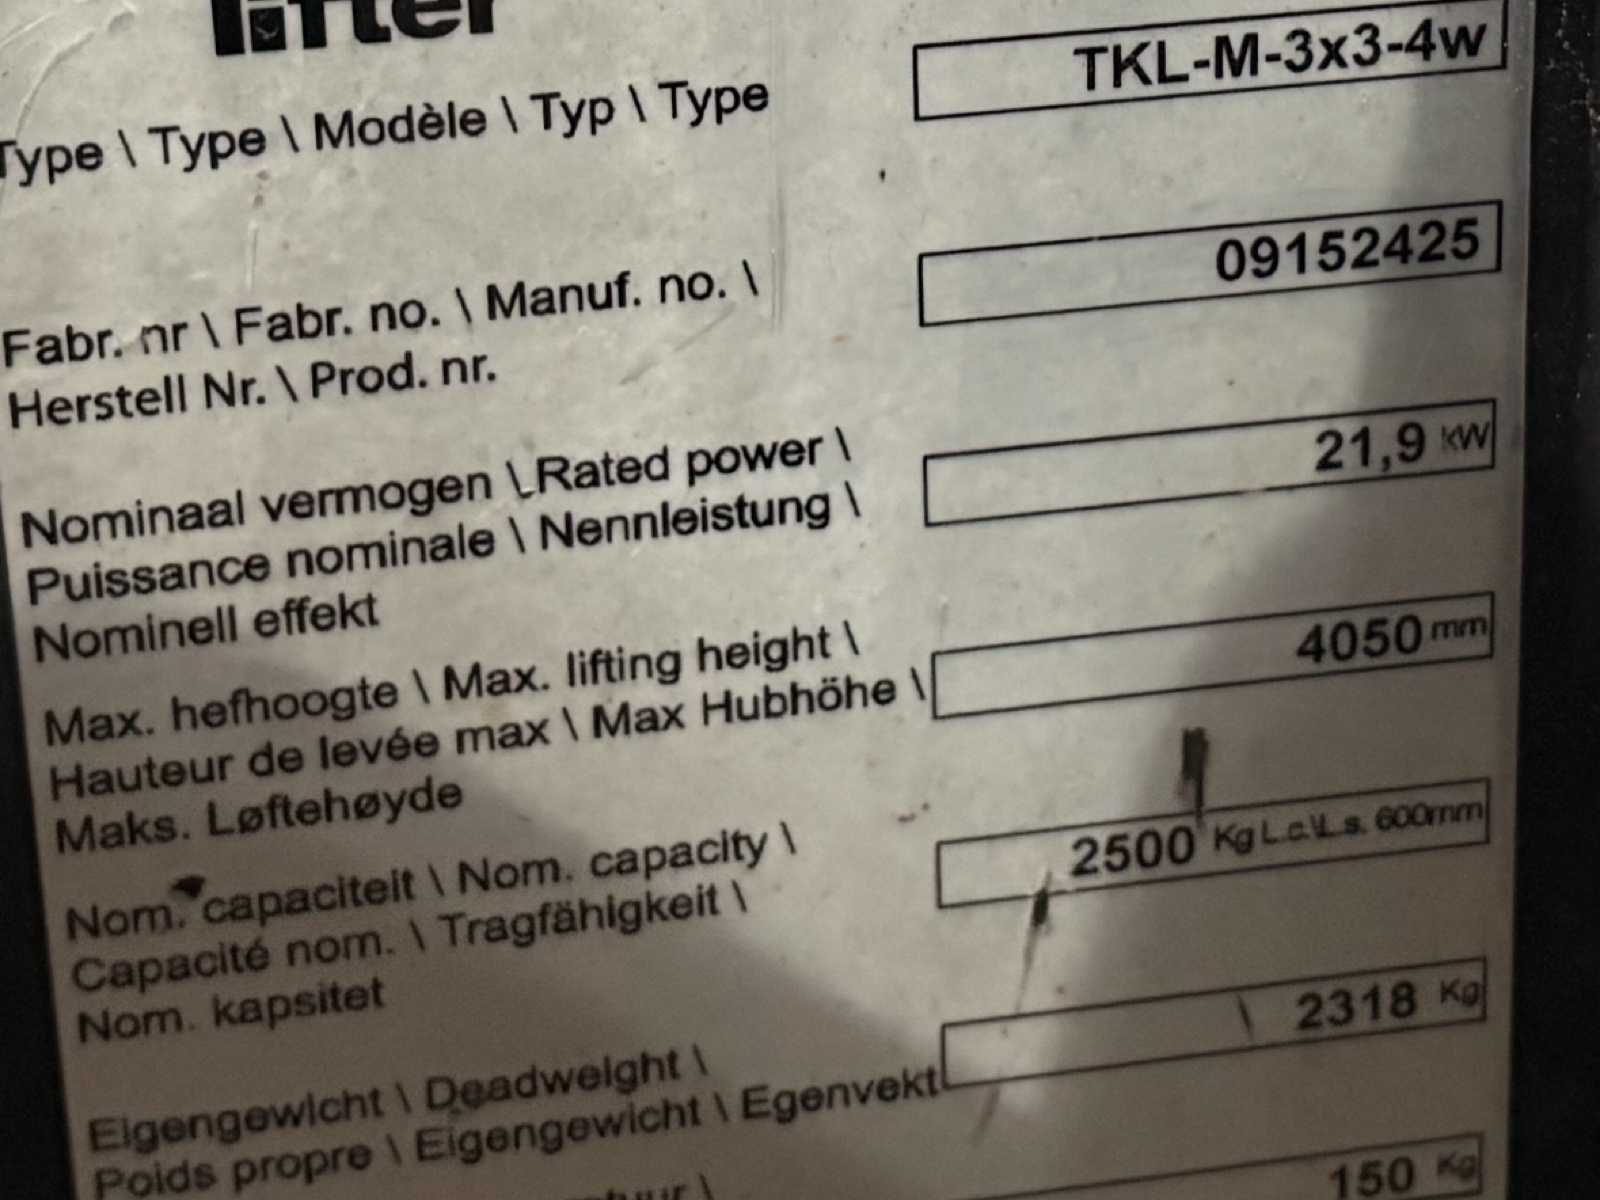 lifter
Type \ Type \ Modèle \ Typ \ Type
TKL-M-3x3-4w
Fabr. nr \ Fabr. no. \ Manuf. no. \
Herstell Nr. \ Prod. nr.
09152425
Nominaal vermogen \ Rated power \
Puissance nominale \ Nennleistung \
Nominell effekt
21,9 kW
Max. hefhoogte \ Max. lifting height \
Hauteur de levée max \ Max Hubhöhe \
Maks. Løftehøyde
4050 mm
Nom. capaciteit \ Nom. capacity \
Capacité nom. \ Tragfähigkeit \
Nom. kapsitet
2500 Kg L.c.\L.s. 600mm
Eigengewicht \ Deadweight \
Poids propre \ Eigengewicht \ Egenvekt
2318 Kg
150 Kg